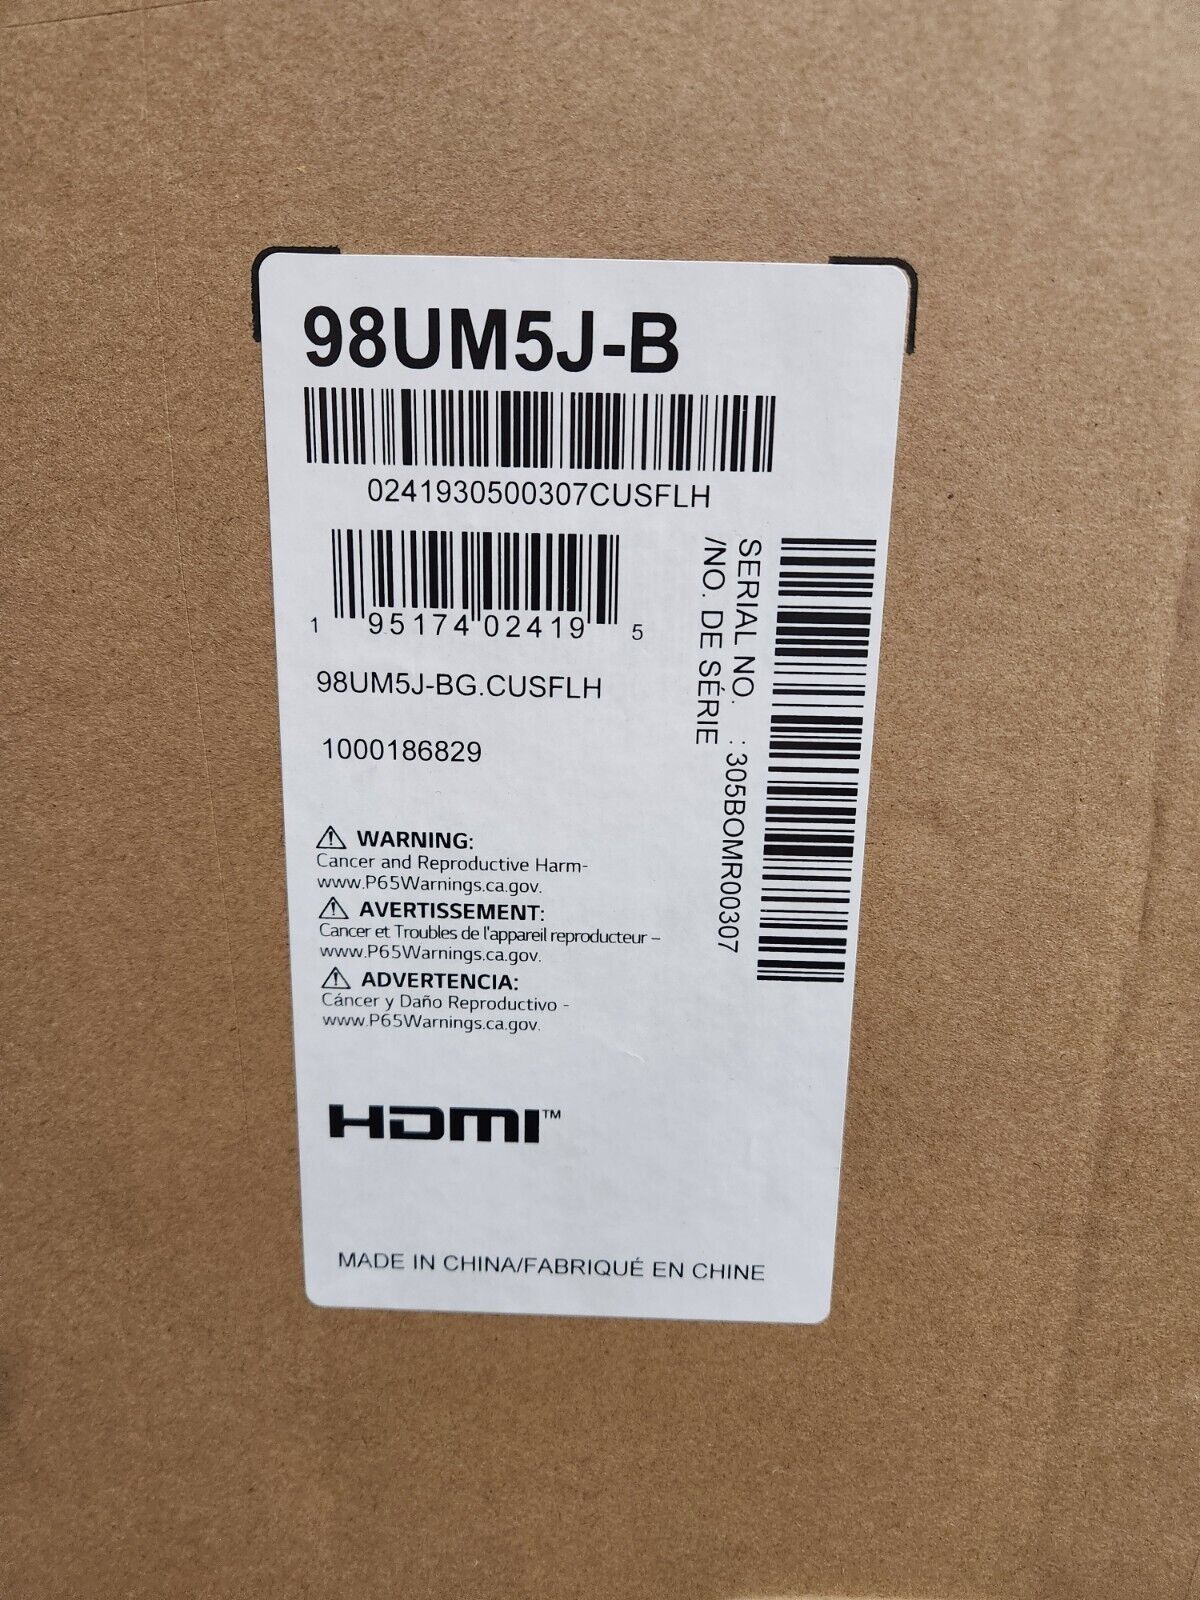 98UM5J-B
0241930500307CUSFLH
1 95174 02419 5
98UM5J-BG.CUSFLH
1000186829
SERIAL NO. : 305BOMR00307
/NO. DE SÉRIE
WARNING:
Cancer and Reproductive Harm-
www.P65Warnings.ca.gov.
AVERTISSEMENT:
Cancer et Troubles de l'appareil reproducteur –
www.P65Warnings.ca.gov.
ADVERTENCIA:
Cáncer y Daño Reproductivo -
www.P65Warnings.ca.gov.
HDMI™
MADE IN CHINA/FABRIQUÉ EN CHINE